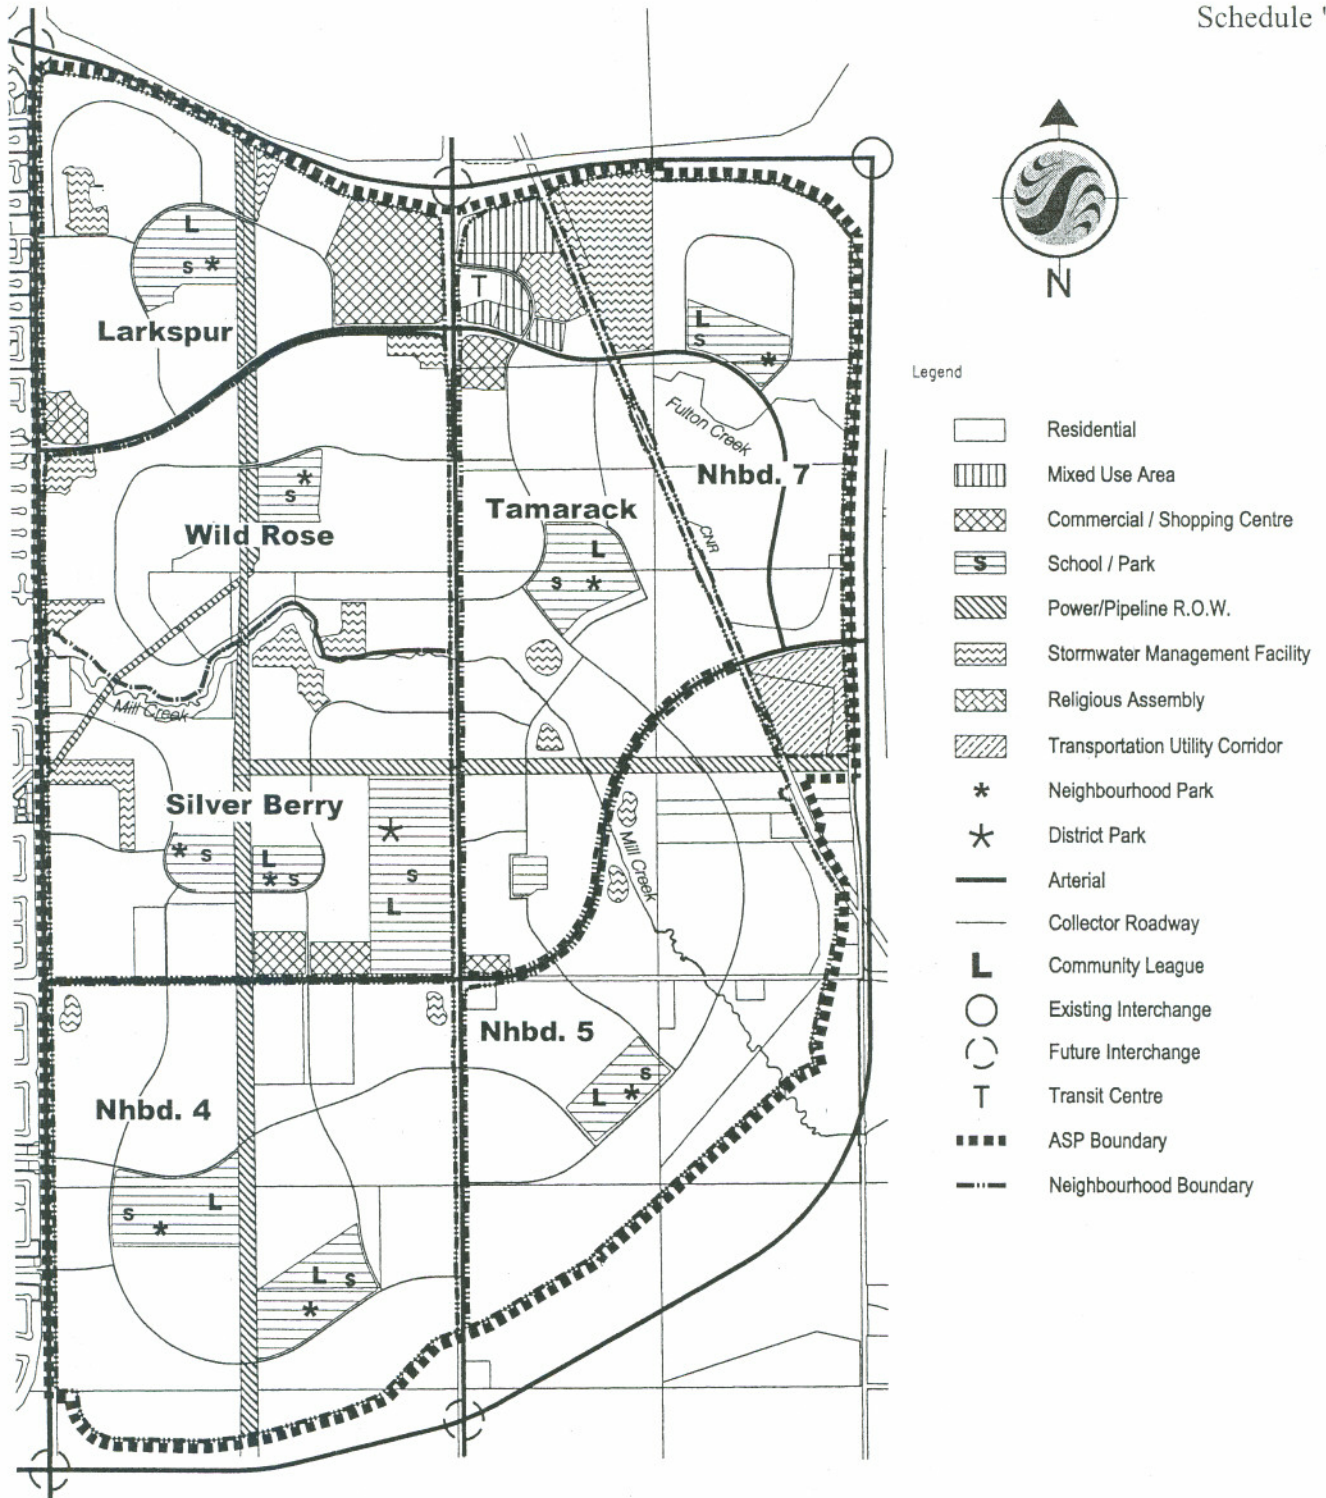 Schedule '
N
L
S *
Larkspur
T
L
S
*
Legend
Residential
Fulton Creek
Mixed Use Area
Nhbd. 7
*
S
Tamarack
Commercial / Shopping Centre
Wild Rose
CNR
L
S School / Park
S *
Power/Pipeline R.O.W.
Stormwater Management Facility
Religious Assembly
Mill Creek
Transportation Utility Corridor
* Neighbourhood Park
Silver Berry
District Park
* S
L
* S
S
Mill Creek
Arterial
L
Collector Roadway
L Community League
Existing Interchange
Nhbd. 5
Future Interchange
S
L *
T Transit Centre
Nhbd. 4
ASP Boundary
Neighbourhood Boundary
L
S *
L S
*